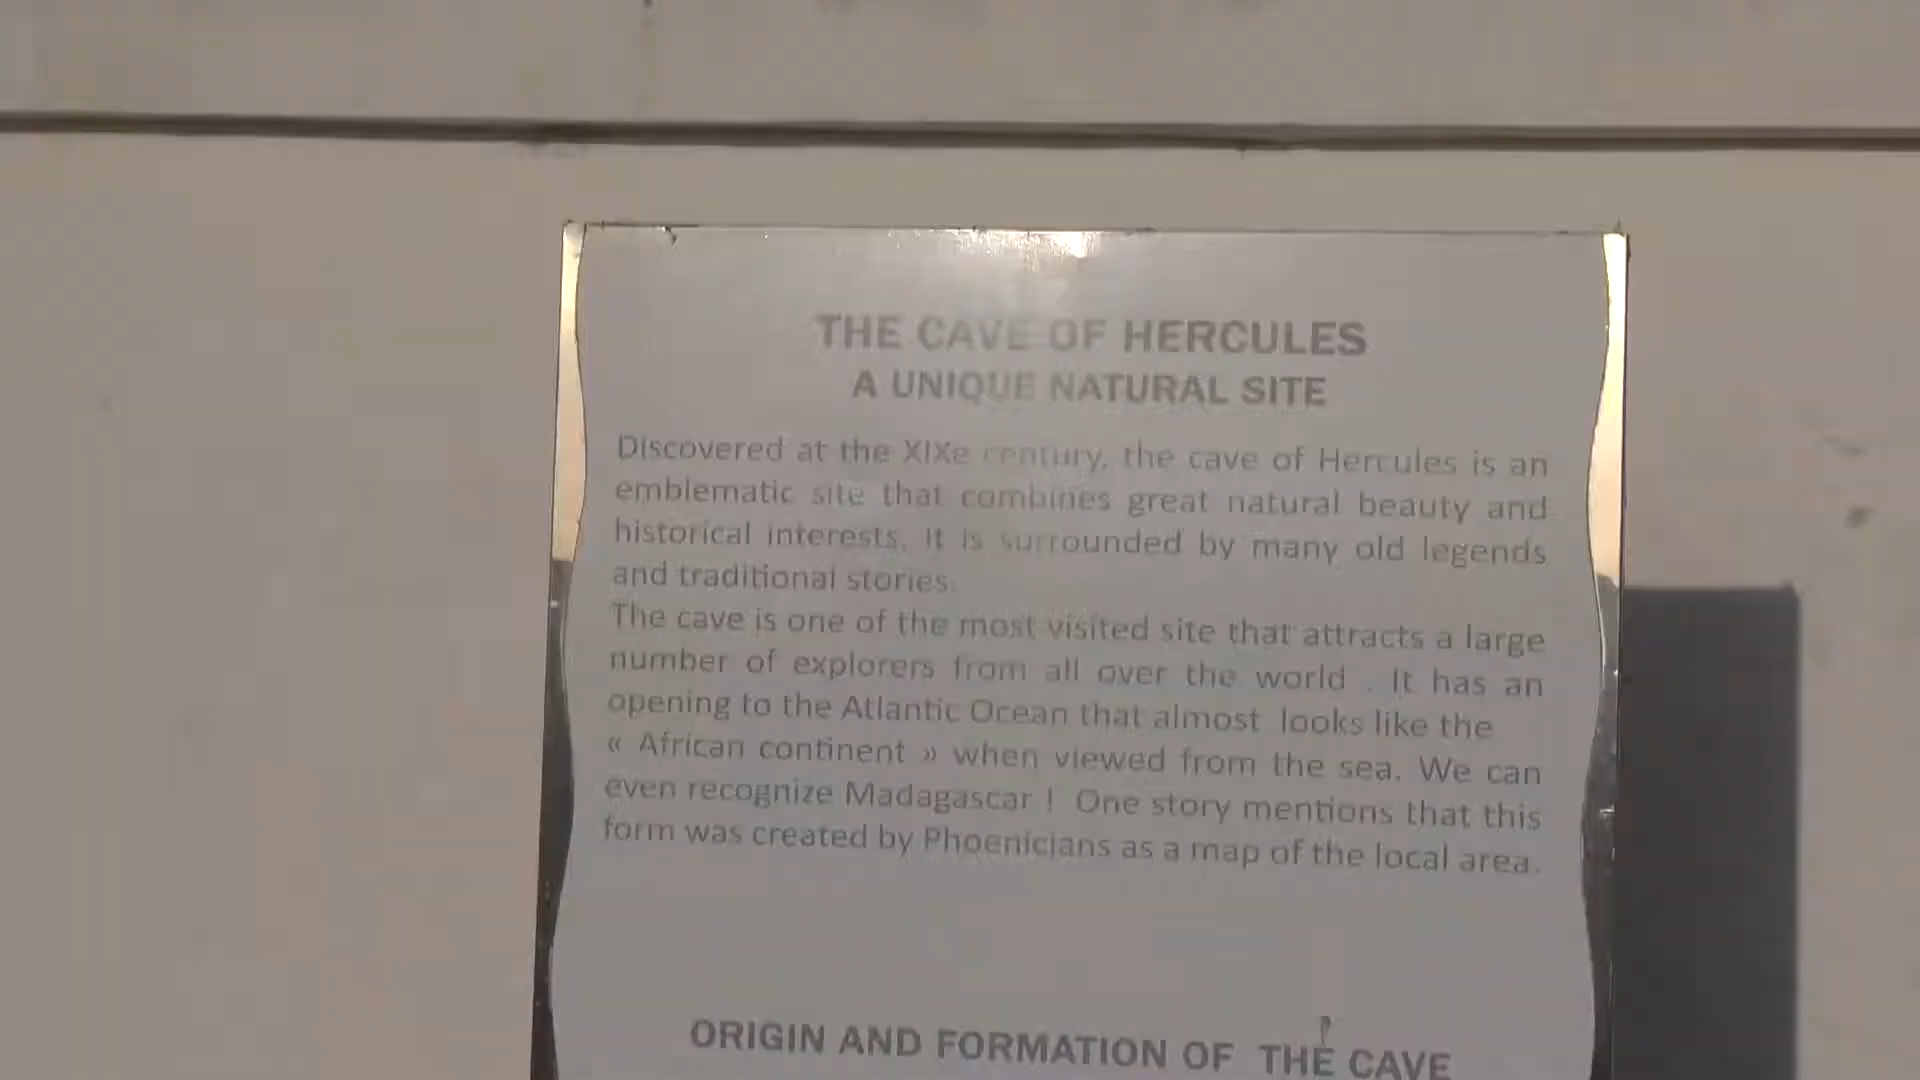 THE CAVE OF HERCULES
A UNIQUE NATURAL SITE
Discovered at the XIXe century, the cave of Hercules is an
emblematic site that combines great natural beauty and
historical interests. It is surrounded by many old legends
and traditional stories.
The cave is one of the most visited site that attracts a large
number of explorers from all over the world . It has an
opening to the Atlantic Ocean that almost looks like the
« African continent » when viewed from the sea. We can
even recognize Madagascar ! One story mentions that this
form was created by Phoenicians as a map of the local area.
ORIGIN AND FORMATION OF THE CAVE